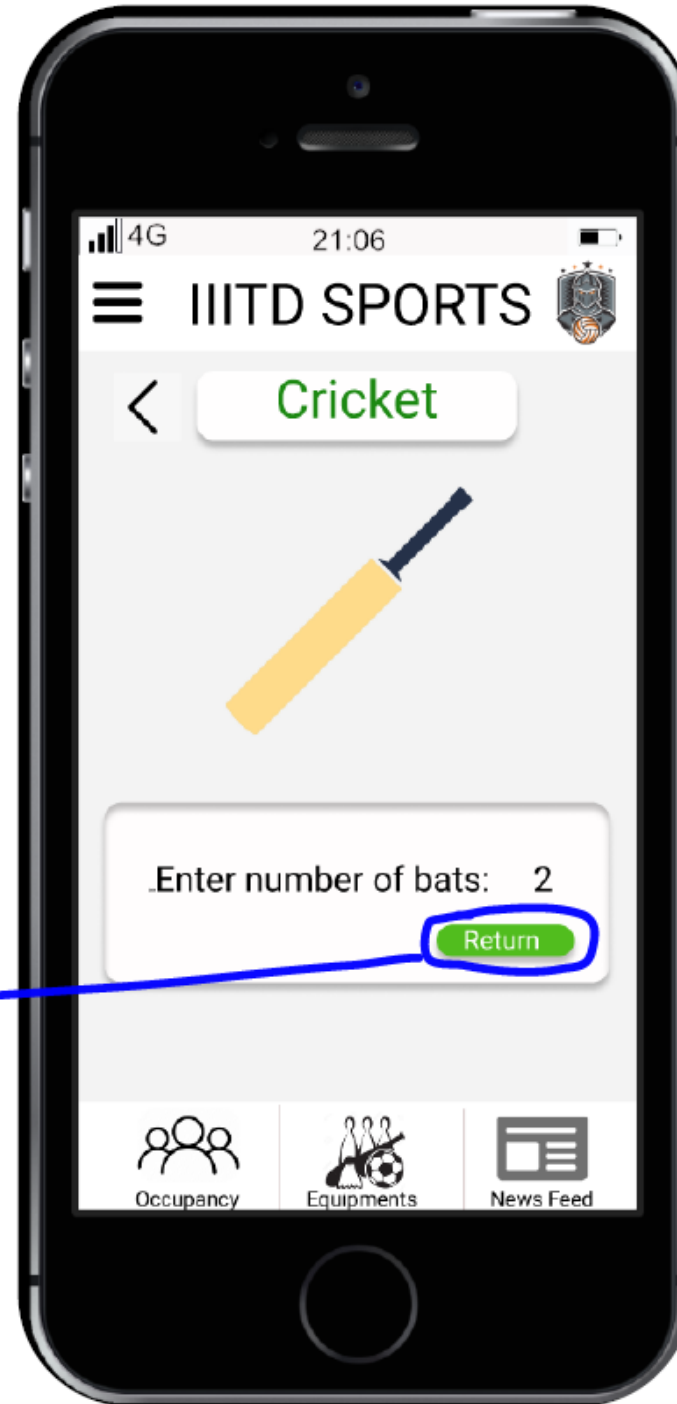 4G 21:06
IIITD SPORTS
Cricket
Enter number of bats: 2
Return
Occupancy Equipments News Feed